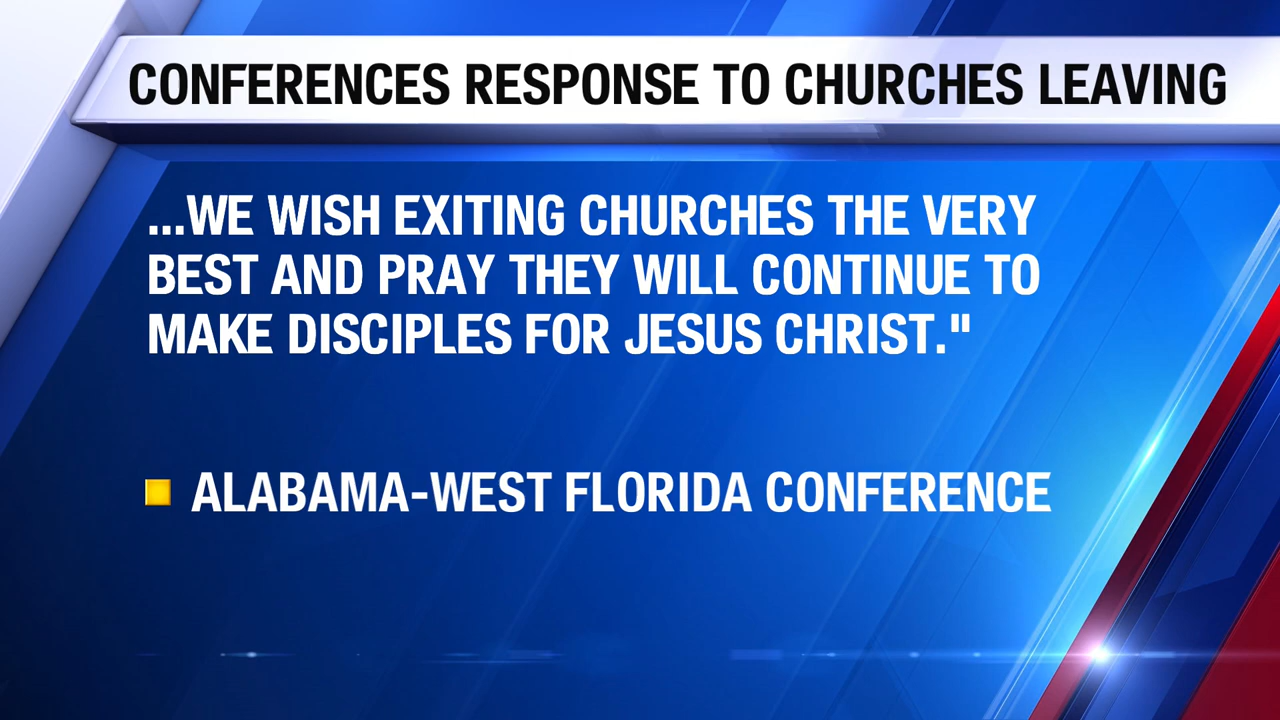 CONFERENCES RESPONSE TO CHURCHES LEAVING
...WE WISH EXITING CHURCHES THE VERY
BEST AND PRAY THEY WILL CONTINUE TO
MAKE DISCIPLES FOR JESUS CHRIST."
ALABAMA-WEST FLORIDA CONFERENCE